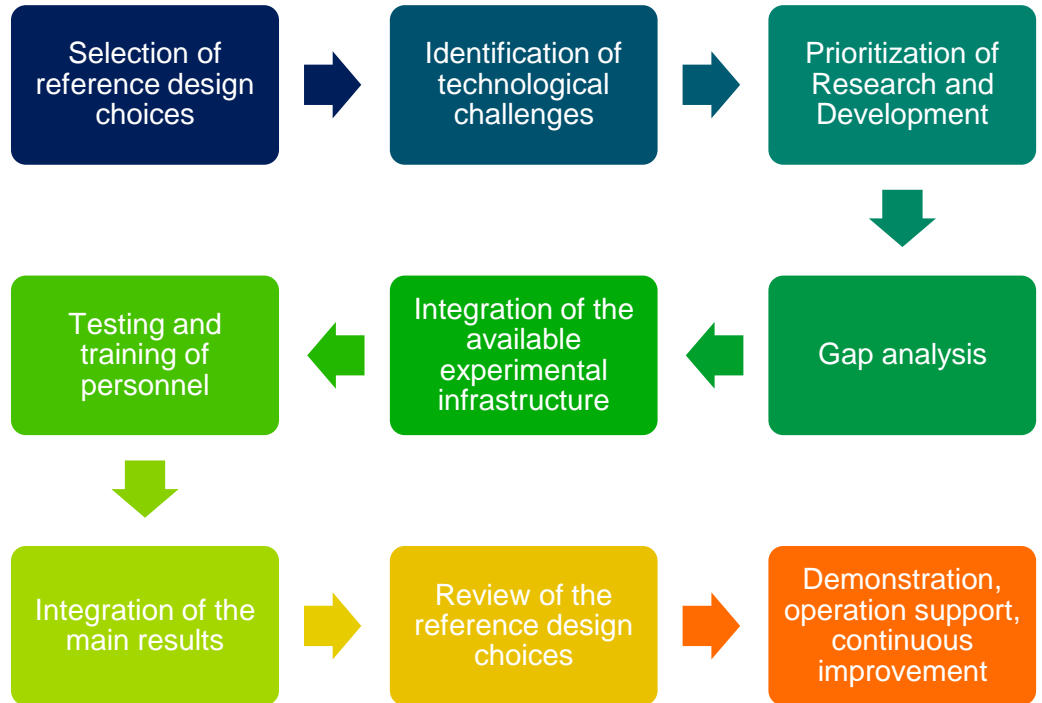 Selection of
reference design
choices
Identification of
technological
challenges
Prioritization of
Research and
Development
Gap analysis
Integration of the
available
experimental
infrastructure
Testing and
training of
personnel
Integration of the
main results
Review of the
reference design
choices
Demonstration,
operation support,
continuous
improvement